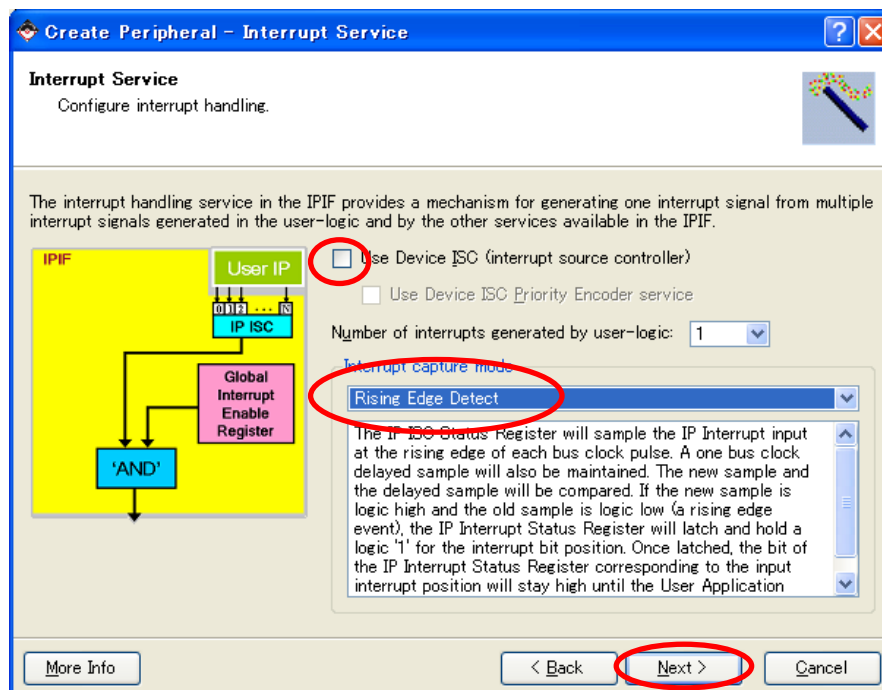 Create Peripheral - Interrupt Service
Interrupt Service
Configure interrupt handling.
The interrupt handling service in the IPIF provides a mechanism for generating one interrupt signal from multiple
interrupt signals generated in the user-logic and by the other services available in the IPIF.
IPIF
User IP
0 1 2 ... N
IP ISC
Global
Interrupt
Enable
Register
'AND'
Use Device ISC (interrupt source controller)
Use Device ISC Priority Encoder service
Number of interrupts generated by user-logic: 1
Interrupt capture mode
Rising Edge Detect
The IP ISC Status Register will sample the IP Interrupt input
at the rising edge of each bus clock pulse. A one bus clock
delayed sample will also be maintained. The new sample and
the delayed sample will be compared. If the new sample is
logic high and the old sample is logic low (a rising edge
event), the IP Interrupt Status Register will latch and hold a
logic '1' for the interrupt bit position. Once latched, the bit of
the IP Interrupt Status Register corresponding to the input
interrupt position will stay high until the User Application
More Info
< Back
Next >
Cancel